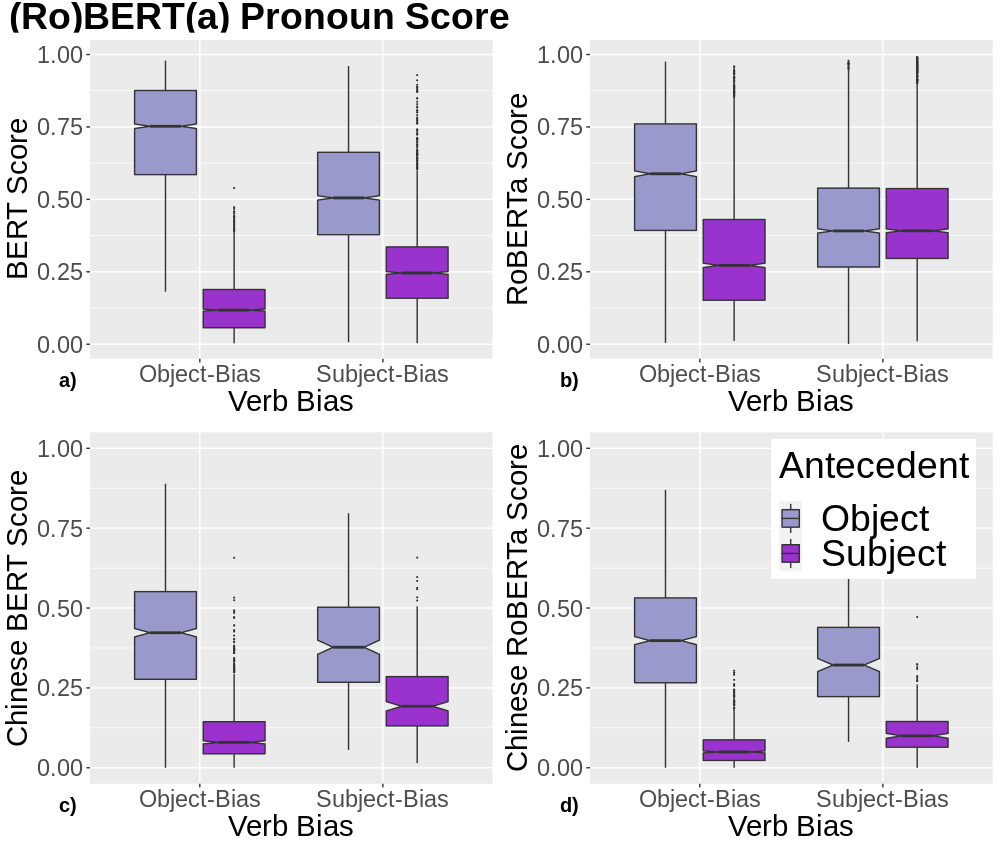 (Ro)BERT(a) Pronoun Score
BERT Score
1.00
0.75
0.50
0.25
0.00
Object-Bias Subject-Bias
a)
Verb Bias
RoBERTa Score
1.00
0.75
0.50
0.25
0.00
Object-Bias Subject-Bias
b)
Verb Bias
Chinese BERT Score
1.00
0.75
0.50
0.25
0.00
Object-Bias Subject-Bias
c)
Verb Bias
Chinese RoBERTa Score
1.00
0.75
0.50
0.25
0.00
Antecedent
Object
Subject
Object-Bias Subject-Bias
d)
Verb Bias